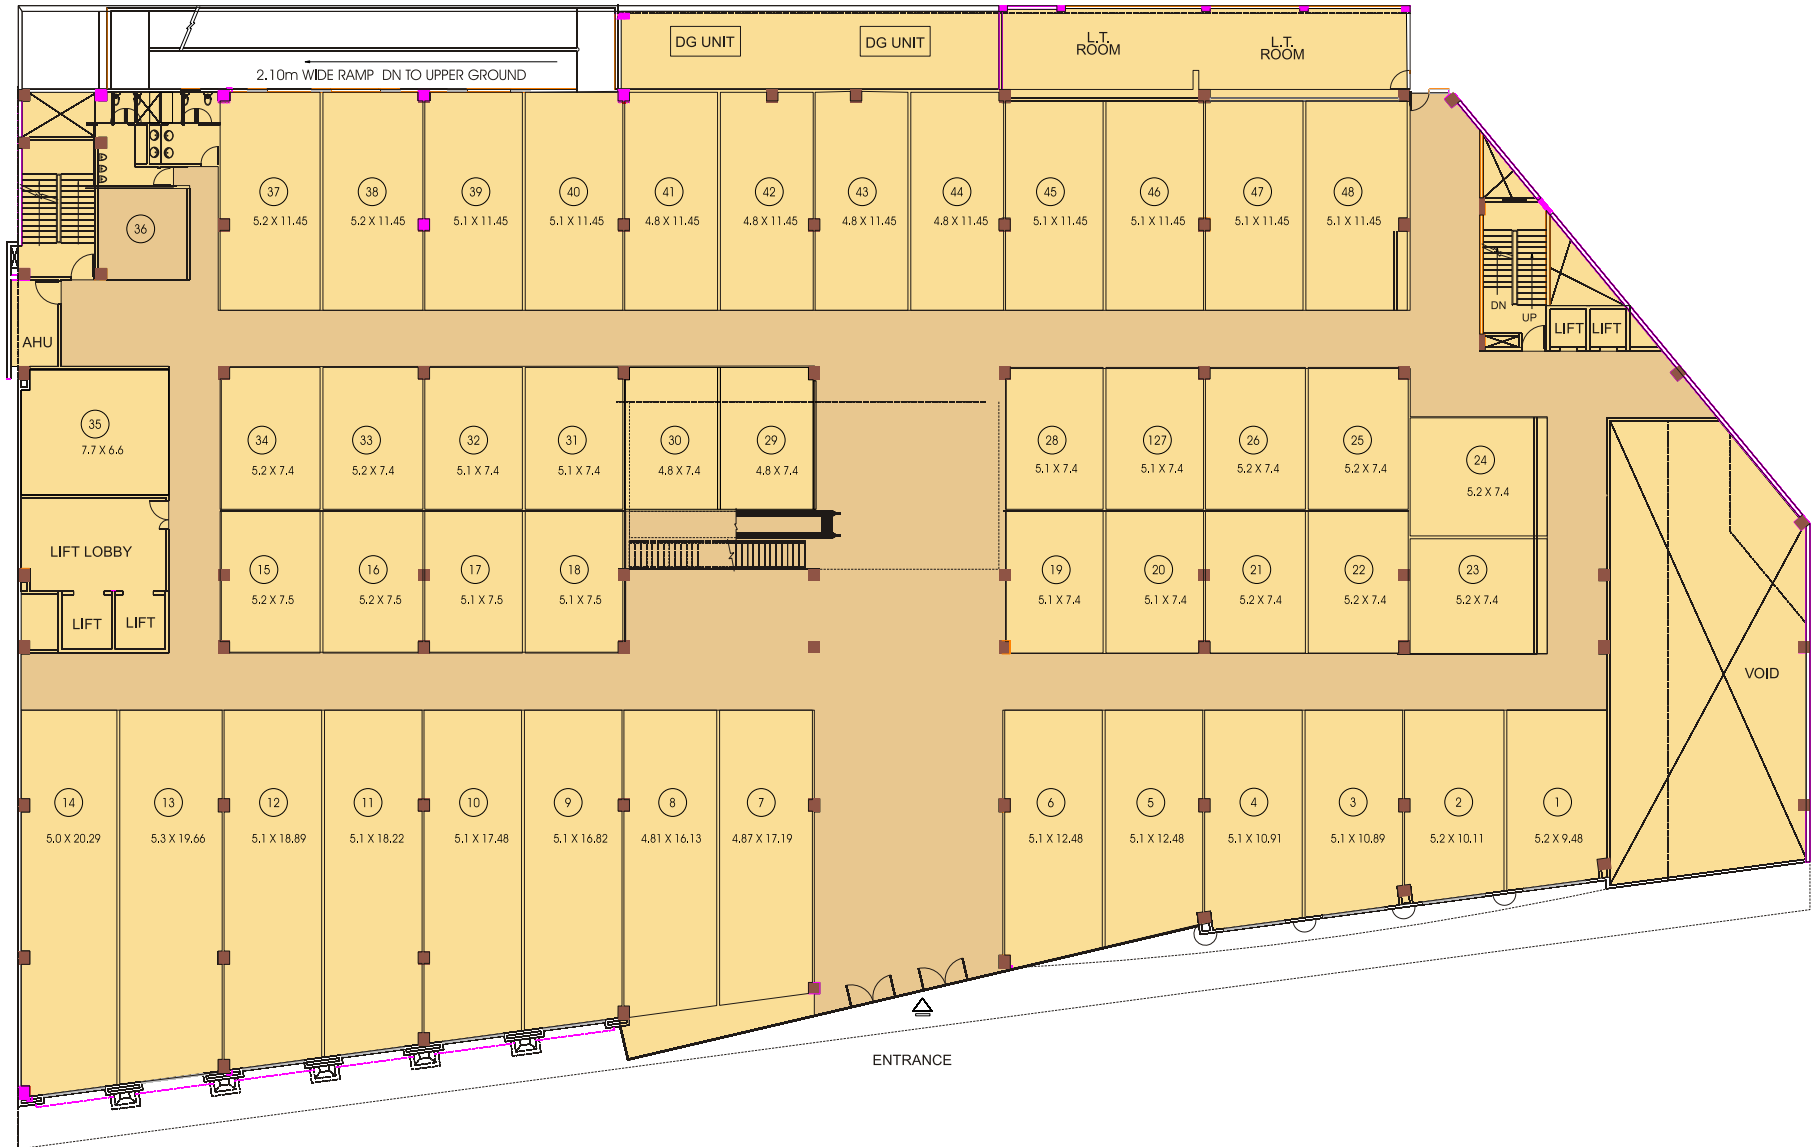 DG UNIT
DG UNIT
L.T.
ROOM
L.T.
ROOM
2.10m WIDE RAMP DN TO UPPER GROUND
37
5.2 X 11.45
38
5.2 X 11.45
39
5.1 X 11.45
40
5.1 X 11.45
41
4.8 X 11.45
42
4.8 X 11.45
43
4.8 X 11.45
44
4.8 X 11.45
45
5.1 X 11.45
46
5.1 X 11.45
47
5.1 X 11.45
48
5.1 X 11.45
36
DN
UP
LIFT
LIFT
AHU
35
7.7 X 6.6
34
5.2 X 7.4
33
5.2 X 7.4
32
5.1 X 7.4
31
5.1 X 7.4
30
4.8 X 7.4
29
4.8 X 7.4
28
5.1 X 7.4
127
5.1 X 7.4
26
5.2 X 7.4
25
5.2 X 7.4
24
5.2 X 7.4
LIFT LOBBY
LIFT
LIFT
15
5.2 X 7.5
16
5.2 X 7.5
17
5.1 X 7.5
18
5.1 X 7.5
19
5.1 X 7.4
20
5.1 X 7.4
21
5.2 X 7.4
22
5.2 X 7.4
23
5.2 X 7.4
VOID
14
5.0 X 20.29
13
5.3 X 19.66
12
5.1 X 18.89
11
5.1 X 18.22
10
5.1 X 17.48
9
5.1 X 16.82
8
4.81 X 16.13
7
4.87 X 17.19
6
5.1 X 12.48
5
5.1 X 12.48
4
5.1 X 10.91
3
5.1 X 10.89
2
5.2 X 10.11
1
5.2 X 9.48
ENTRANCE